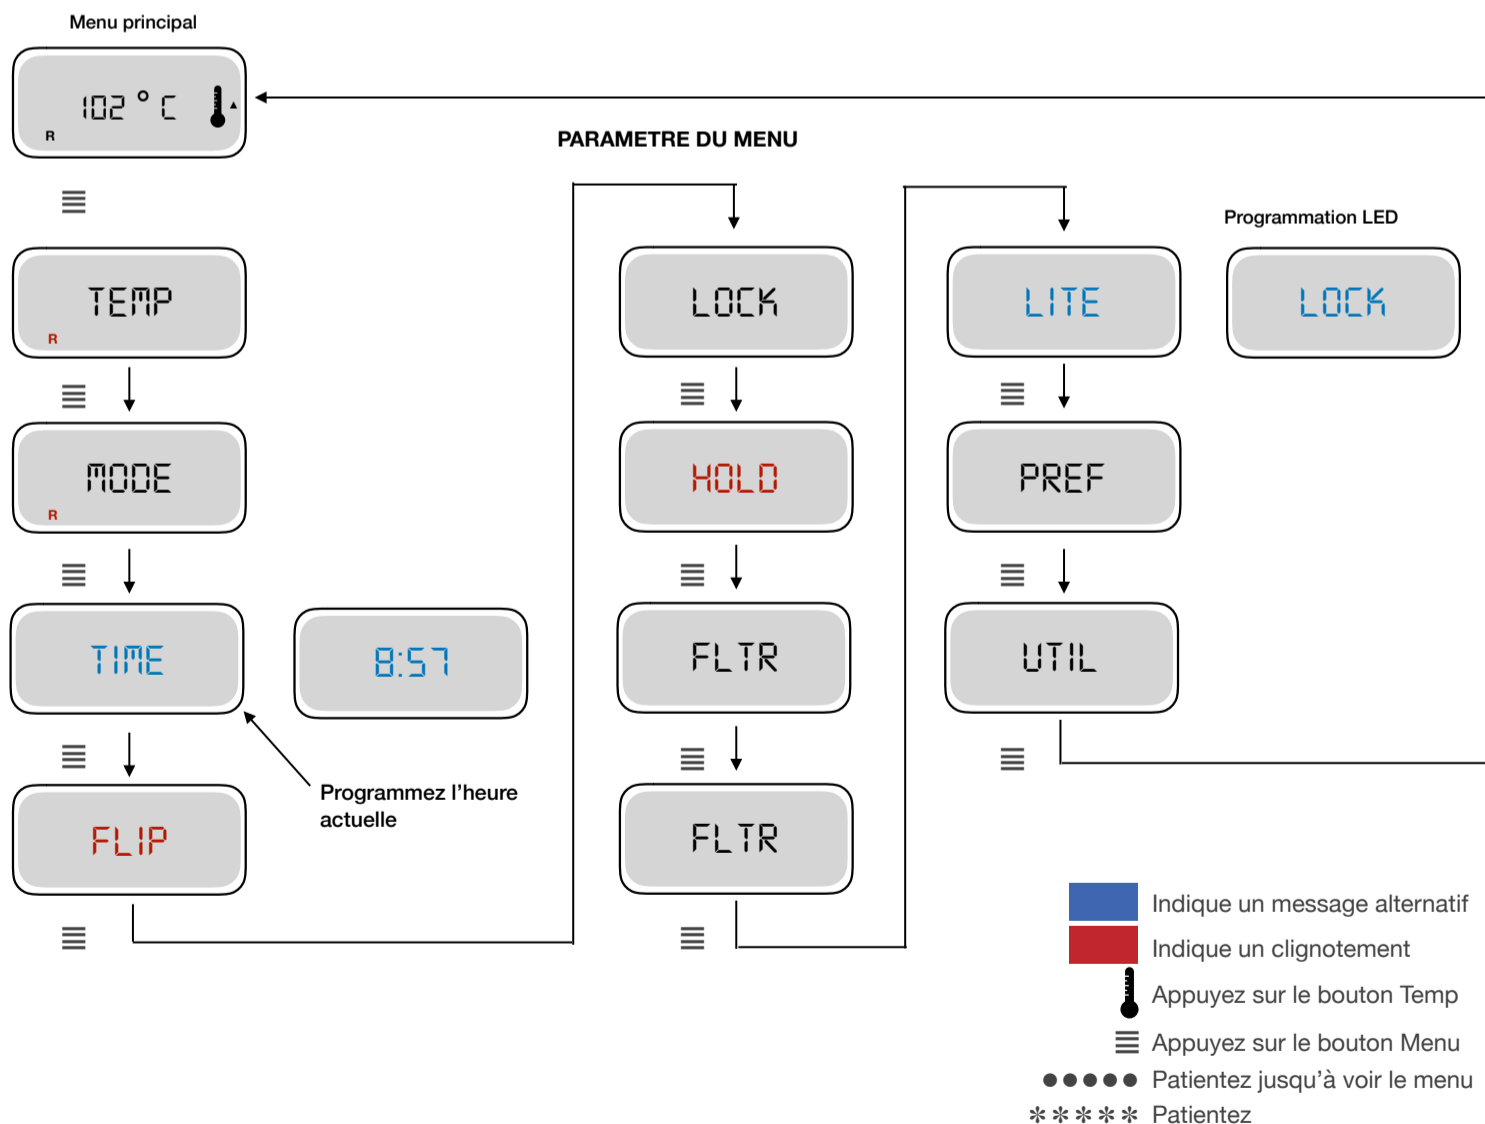 Menu principal
102 ° C
R
PARAMETRE DU MENU
TEMP
R
MODE
R
TIME
8:57
Programmez l'heure
actuelle
FLIP
LOCK
HOLD
FLTR
FLTR
LITE
Programmation LED
LOCK
PREF
UTIL
Indique un message alternatif
Indique un clignotement
Appuyez sur le bouton Temp
Appuyez sur le bouton Menu
Patientez jusqu'à voir le menu
***** Patientez